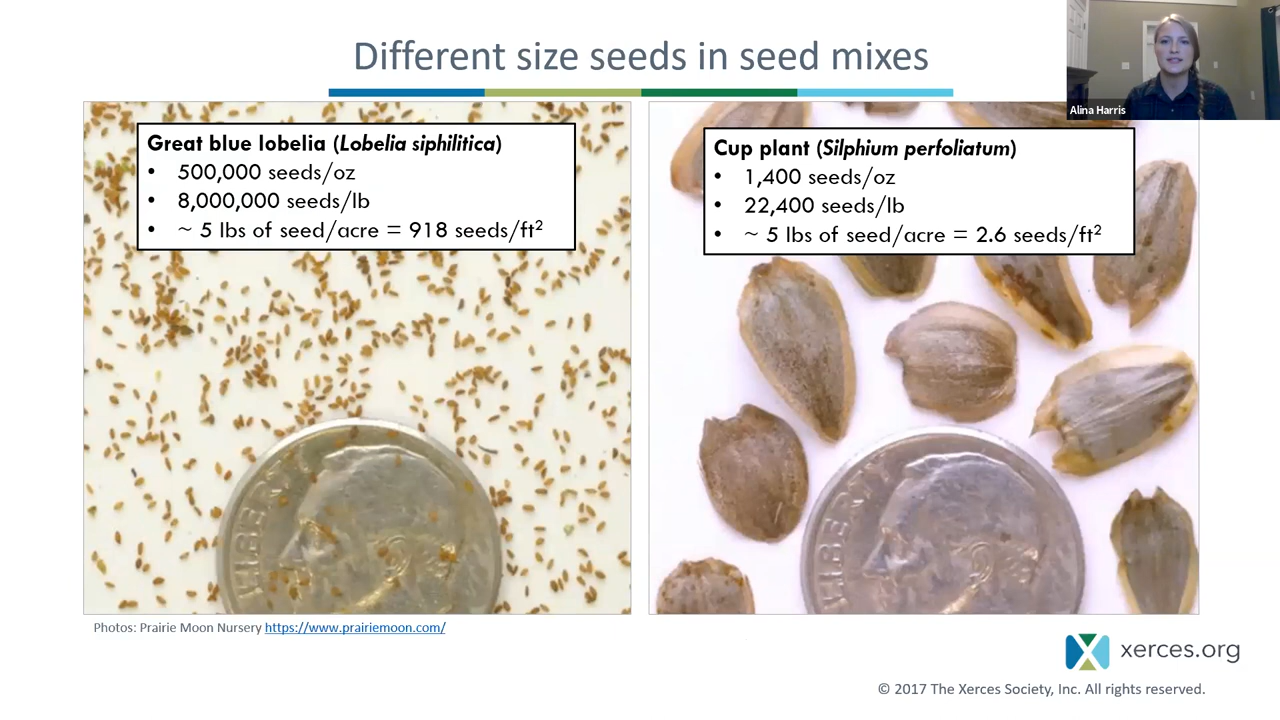 Different size seeds in seed mixes
Alina Harris
Great blue lobelia (Lobelia siphilitica)
• 500,000 seeds/oz
• 8,000,000 seeds/lb
• ~ 5 lbs of seed/acre = 918 seeds/ft²
Cup plant (Silphium perfoliatum)
• 1,400 seeds/oz
• 22,400 seeds/lb
• ~ 5 lbs of seed/acre = 2.6 seeds/ft²
LIBERT
LIBERT
Photos: Prairie Moon Nursery https://www.prairiemoon.com/
xerces.org
© 2017 The Xerces Society, Inc. All rights reserved.